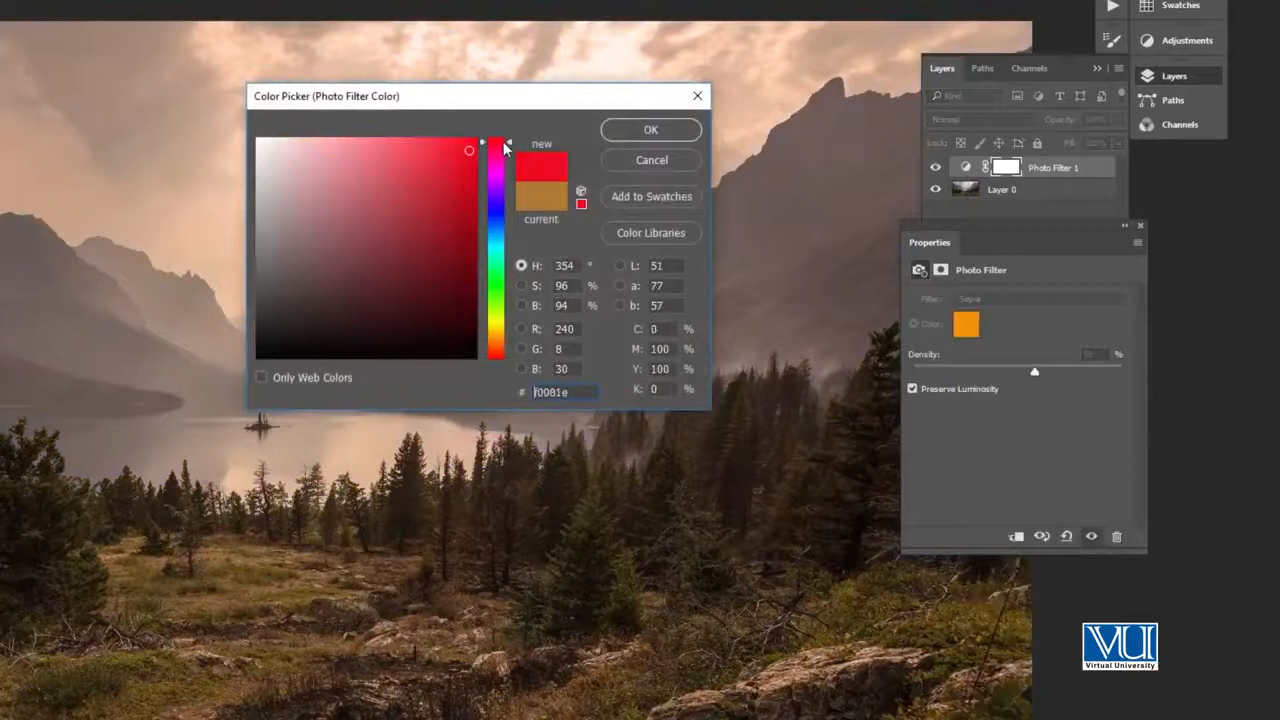 Swatches
Adjustments
Layers
Paths
Channels
Layers Paths Channels
Kind
Normal Opacity:
Lock: Fill:
Photo Filter 1
Layer 0
Properties
Photo Filter
Filter: Sepia
Color:
Density: %
Preserve Luminosity
Color Picker (Photo Filter Color)
new
current
OK
Cancel
Add to Swatches
Color Libraries
H: 354 °
S: 96 %
B: 94 %
R: 240
G: 8
B: 30
# f0081e
L: 51
a: 77
b: 57
C: 0 %
M: 100 %
Y: 100 %
K: 0 %
Only Web Colors
VU
Virtual University